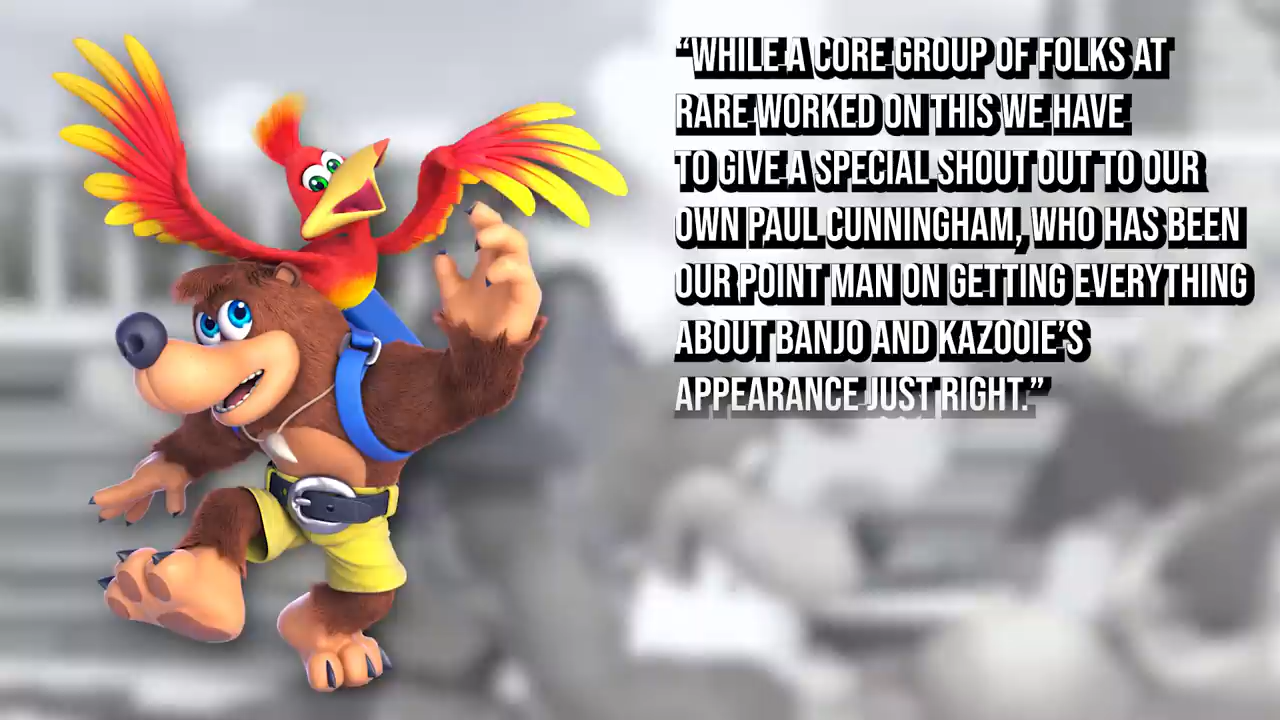 “WHILE A CORE GROUP OF FOLKS AT
RARE WORKED ON THIS WE HAVE
TO GIVE A SPECIAL SHOUT OUT TO OUR
OWN PAUL CUNNINGHAM, WHO HAS BEEN
OUR POINT MAN ON GETTING EVERYTHING
ABOUT BANJO AND KAZOOIE’S
APPEARANCE JUST RIGHT.”